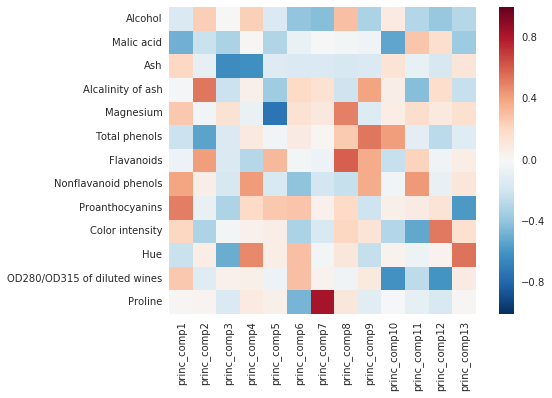 Alcohol
Malic acid
Ash
Alcalinity of ash
Magnesium
Total phenols
Flavanoids
Nonflavanoid phenols
Proanthocyanins
Color intensity
Hue
OD280/OD315 of diluted wines
Proline
princ_comp1
princ_comp2
princ_comp3
princ_comp4
princ_comp5
princ_comp6
princ_comp7
princ_comp8
princ_comp9
princ_comp10
princ_comp11
princ_comp12
princ_comp13
0.8
0.4
0.0
−0.4
−0.8